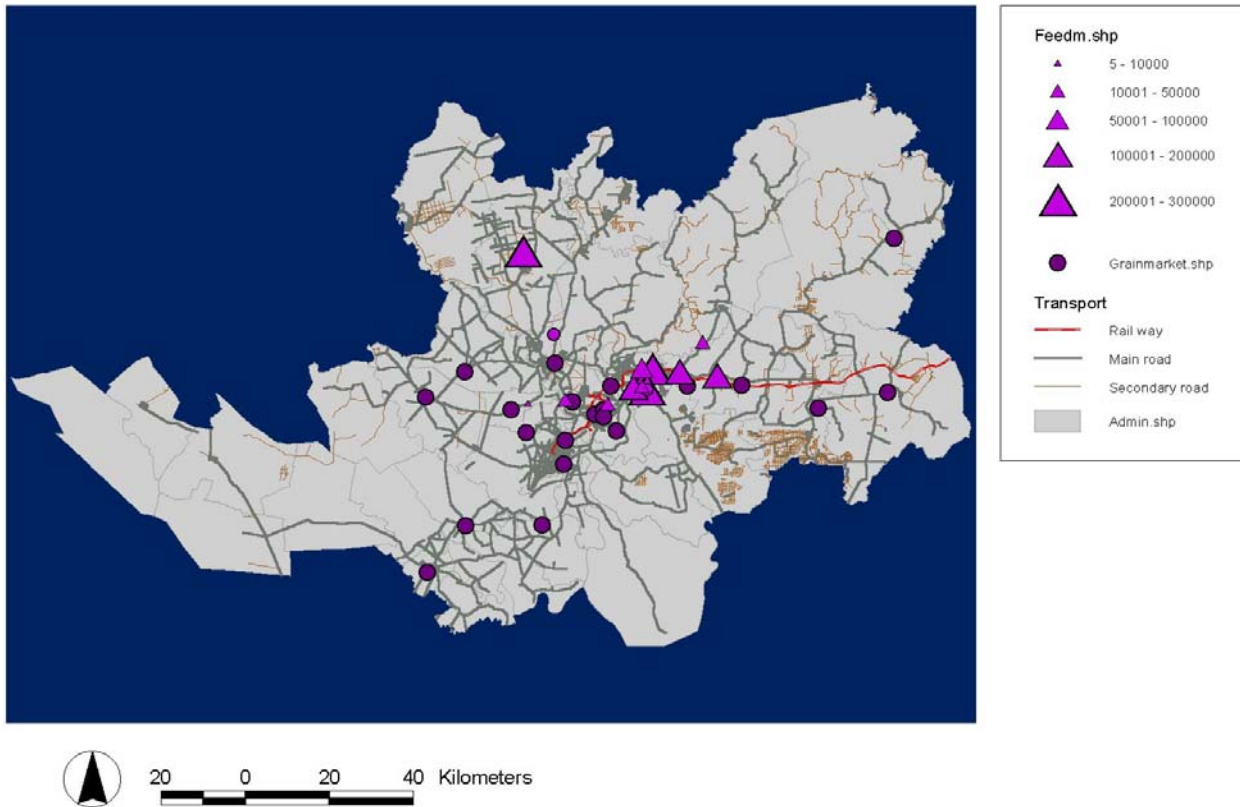 Feedm.shp
5 - 10000
10001 - 50000
50001 - 100000
100001 - 200000
200001 - 300000
Grainmarket.shp
Transport
Rail way
Main road
Secondary road
Admin.shp
20 0 20 40 Kilometers